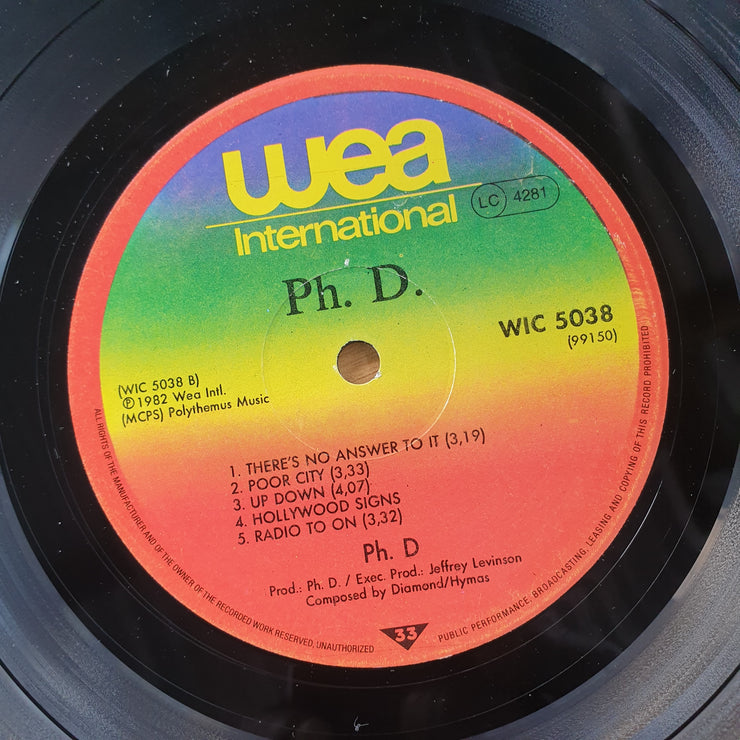 wea
International
LC 4281
Ph. D.
WIC 5038
(99150)
(WIC 5038 B)
℗ 1982 Wea Intl.
(MCPS) Polythemus Music
1. THERE'S NO ANSWER TO IT (3,19)
2. POOR CITY (3,33)
3. UP DOWN (4,07)
4. HOLLYWOOD SIGNS
5. RADIO TO ON (3,32)
Ph. D
Prod.: Ph. D. / Exec. Prod.: Jeffrey Levinson
Composed by Diamond/Hymas
33
ALL RIGHTS OF THE MANUFACTURER AND OF THE OWNER OF THE RECORDED WORK RESERVED, UNAUTHORIZED PUBLIC PERFORMANCE, BROADCASTING, LEASING AND COPYING OF THIS RECORD PROHIBITED